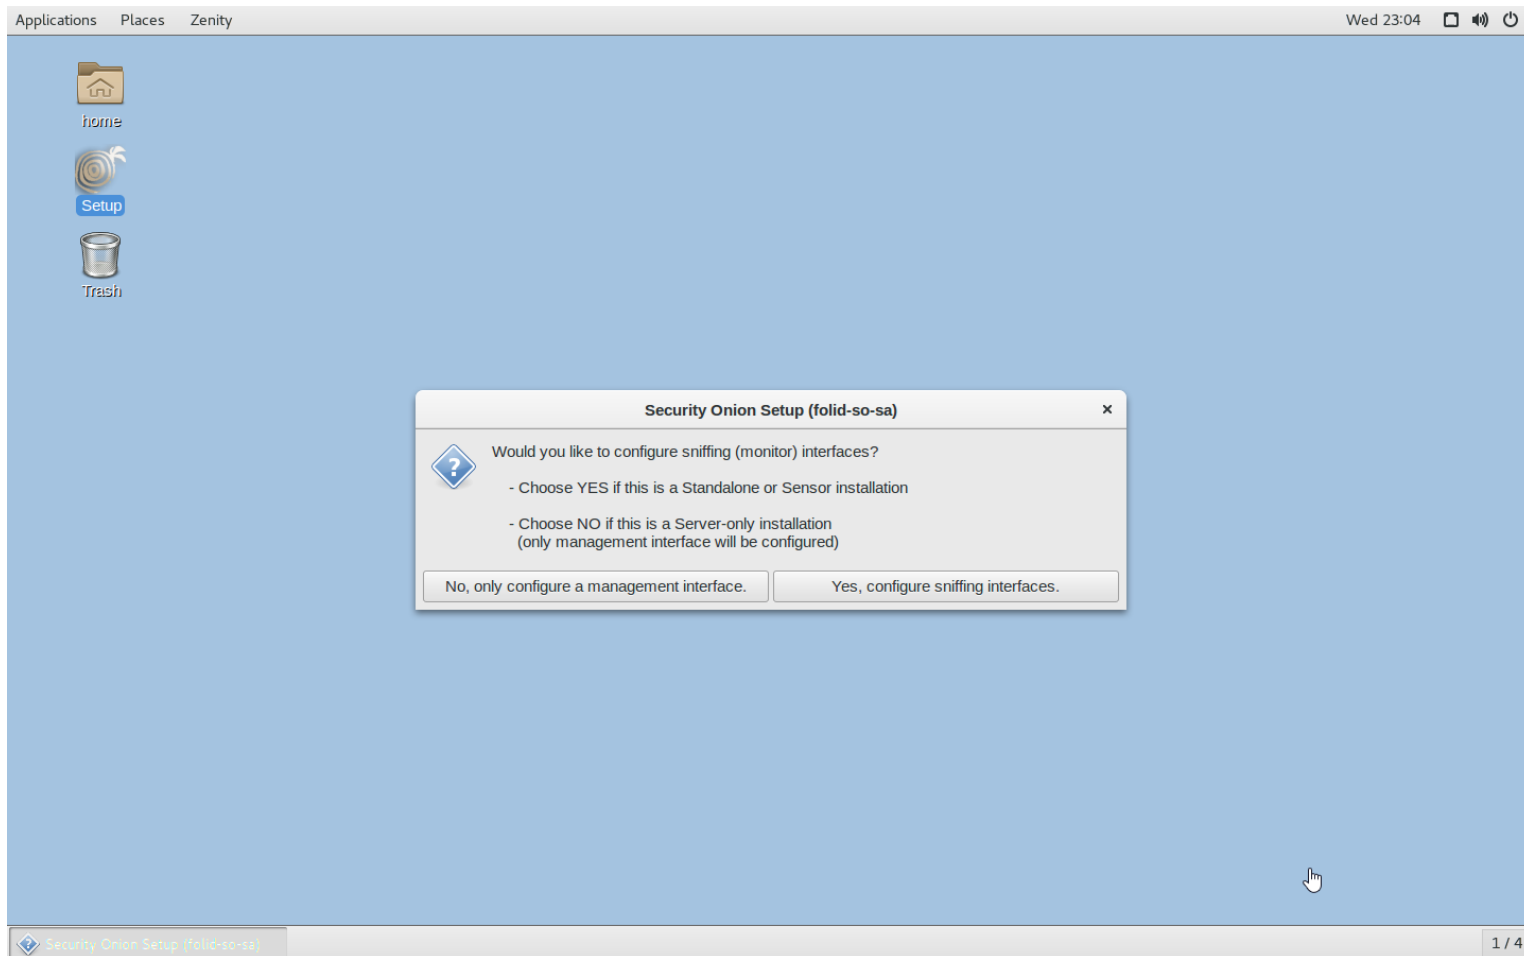 Applications Places Zenity Wed 23:04
home
Setup
Trash
Security Onion Setup (folid-so-sa)
Would you like to configure sniffing (monitor) interfaces?
- Choose YES if this is a Standalone or Sensor installation
- Choose NO if this is a Server-only installation
(only management interface will be configured)
No, only configure a management interface. Yes, configure sniffing interfaces.
Security Onion Setup (folid-so-sa) 1 / 4